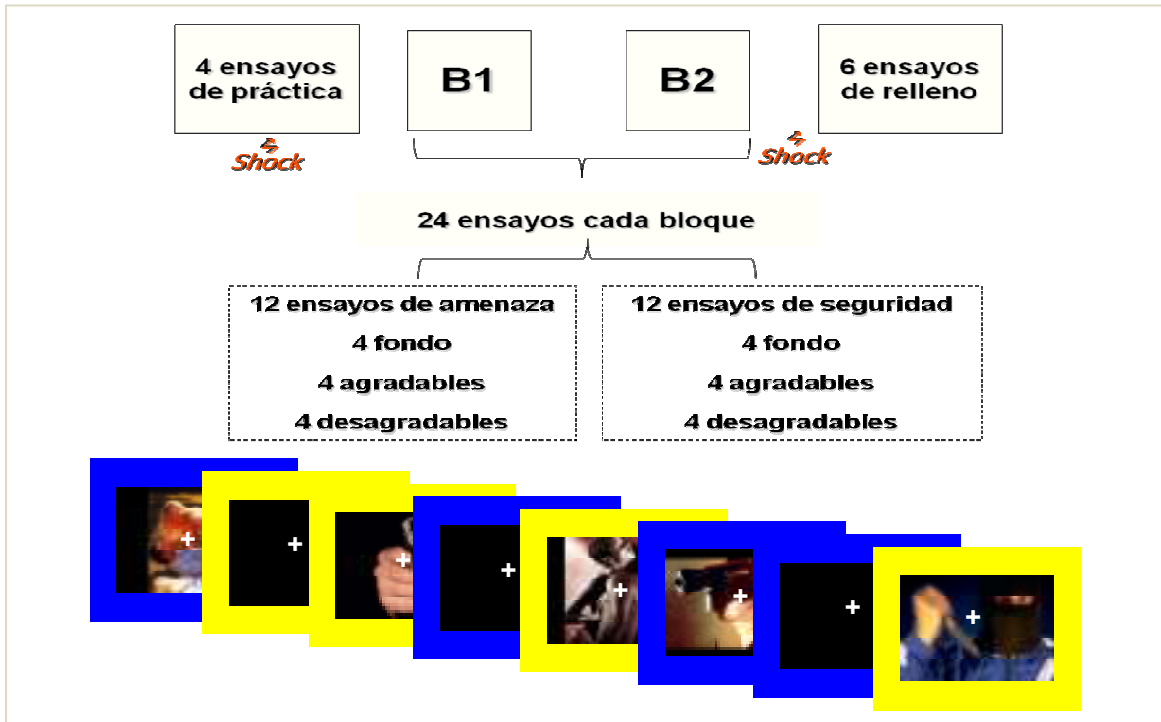 4 ensayos
de práctica
B1
B2
6 ensayos
de relleno
Shock
Shock
24 ensayos cada bloque
12 ensayos de amenaza
4 fondo
4 agradables
4 desagradables
12 ensayos de seguridad
4 fondo
4 agradables
4 desagradables